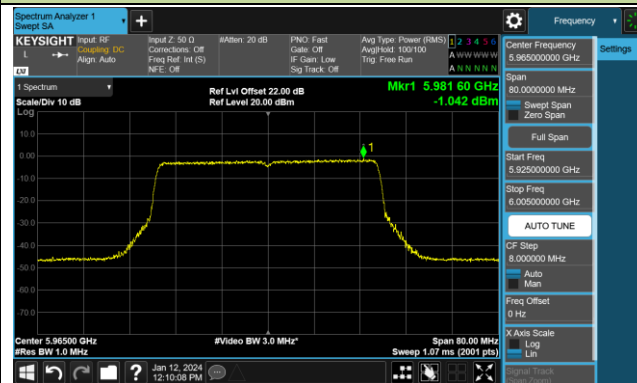 Spectrum Analyzer 1
Swept SA
Frequency
KEYSIGHT
L
LXI
Input: RF
Coupling: DC
Align: Auto
Input Z: 50 Ω
Corrections: Off
Freq Ref: Int (S)
NFE: Off
#Atten: 20 dB
PNO: Fast
Gate: Off
IF Gain: Low
Sig Track: Off
Avg Type: Power (RMS)
Avg|Hold: 100/100
Trig: Free Run
1 2 3 4 5 6
A W W W W W
A N N N N N
Center Frequency
5.965000000 GHz
Settings
Span
80.0000000 MHz
Swept Span
Zero Span
Full Span
Start Freq
5.925000000 GHz
Stop Freq
6.005000000 GHz
AUTO TUNE
CF Step
8.000000 MHz
Auto
Man
Freq Offset
0 Hz
X Axis Scale
Log
Lin
Signal Track
(Span Zoom)
1 Spectrum
Scale/Div 10 dB
Log
Ref Lvl Offset 22.00 dB
Ref Level 20.00 dBm
Mkr1 5.981 60 GHz
-1.042 dBm
1
10.0
0.00
-10.0
-20.0
-30.0
-40.0
-50.0
-60.0
-70.0
Center 5.96500 GHz
#Res BW 1.0 MHz
#Video BW 3.0 MHz*
Span 80.00 MHz
Sweep 1.07 ms (2001 pts)
?
Jan 12, 2024
12:10:08 PM